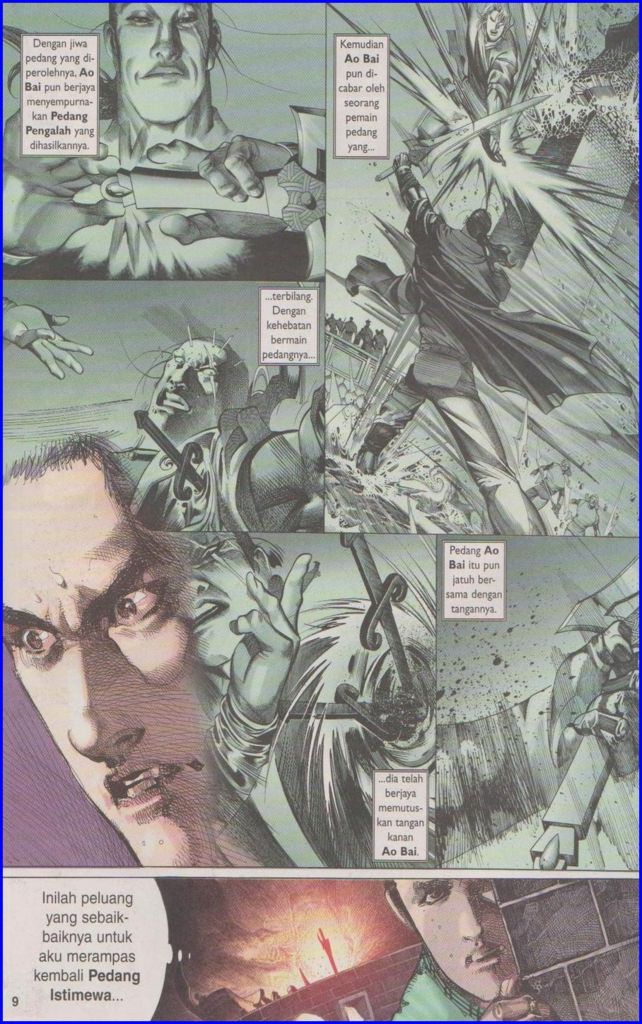 Dengan jiwa
pedang yang di-
perolehnya, Ao
Bai pun berjaya
menyempurna-
kan Pedang
Pengalah yang
dihasilkannya.
Kemudian
Ao Bai
pun di-
cabar oleh
seorang
pemain
pedang
yang...
...terbilang.
Dengan
kehebatan
bermain
pedangnya...
...dia telah
berjaya
memutus-
kan tangan
kanan
Ao Bai.
Pedang Ao
Bai itu pun
jatuh ber-
sama dengan
tangannya.
Inilah peluang
yang sebaik-
baiknya untuk
aku merampas
kembali Pedang
Istimewa...
9